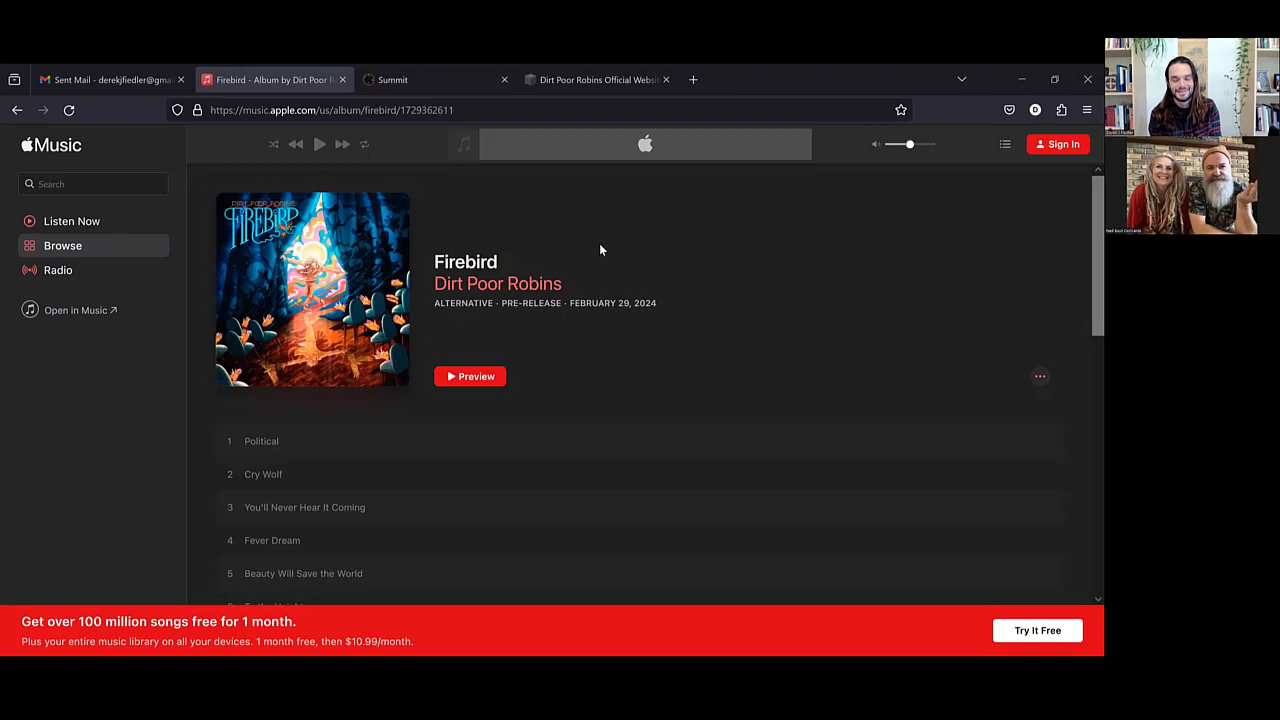 Sent Mail - derekjfiedler@gmai
Firebird - Album by Dirt Poor R
Summit
Dirt Poor Robins Official Websit
https://music.apple.com/us/album/firebird/1729362611
D
Music
Sign In
Search
Listen Now
Browse
Radio
Open in Music ↗
DIRT POOR ROBINS
FIREBIRD
Firebird
Dirt Poor Robins
ALTERNATIVE · PRE-RELEASE · FEBRUARY 29, 2024
Preview
1 Political
2 Cry Wolf
3 You'll Never Hear It Coming
4 Fever Dream
5 Beauty Will Save the World
Get over 100 million songs free for 1 month.
Plus your entire music library on all your devices. 1 month free, then $10.99/month.
Try It Free
Derek J Fiedler